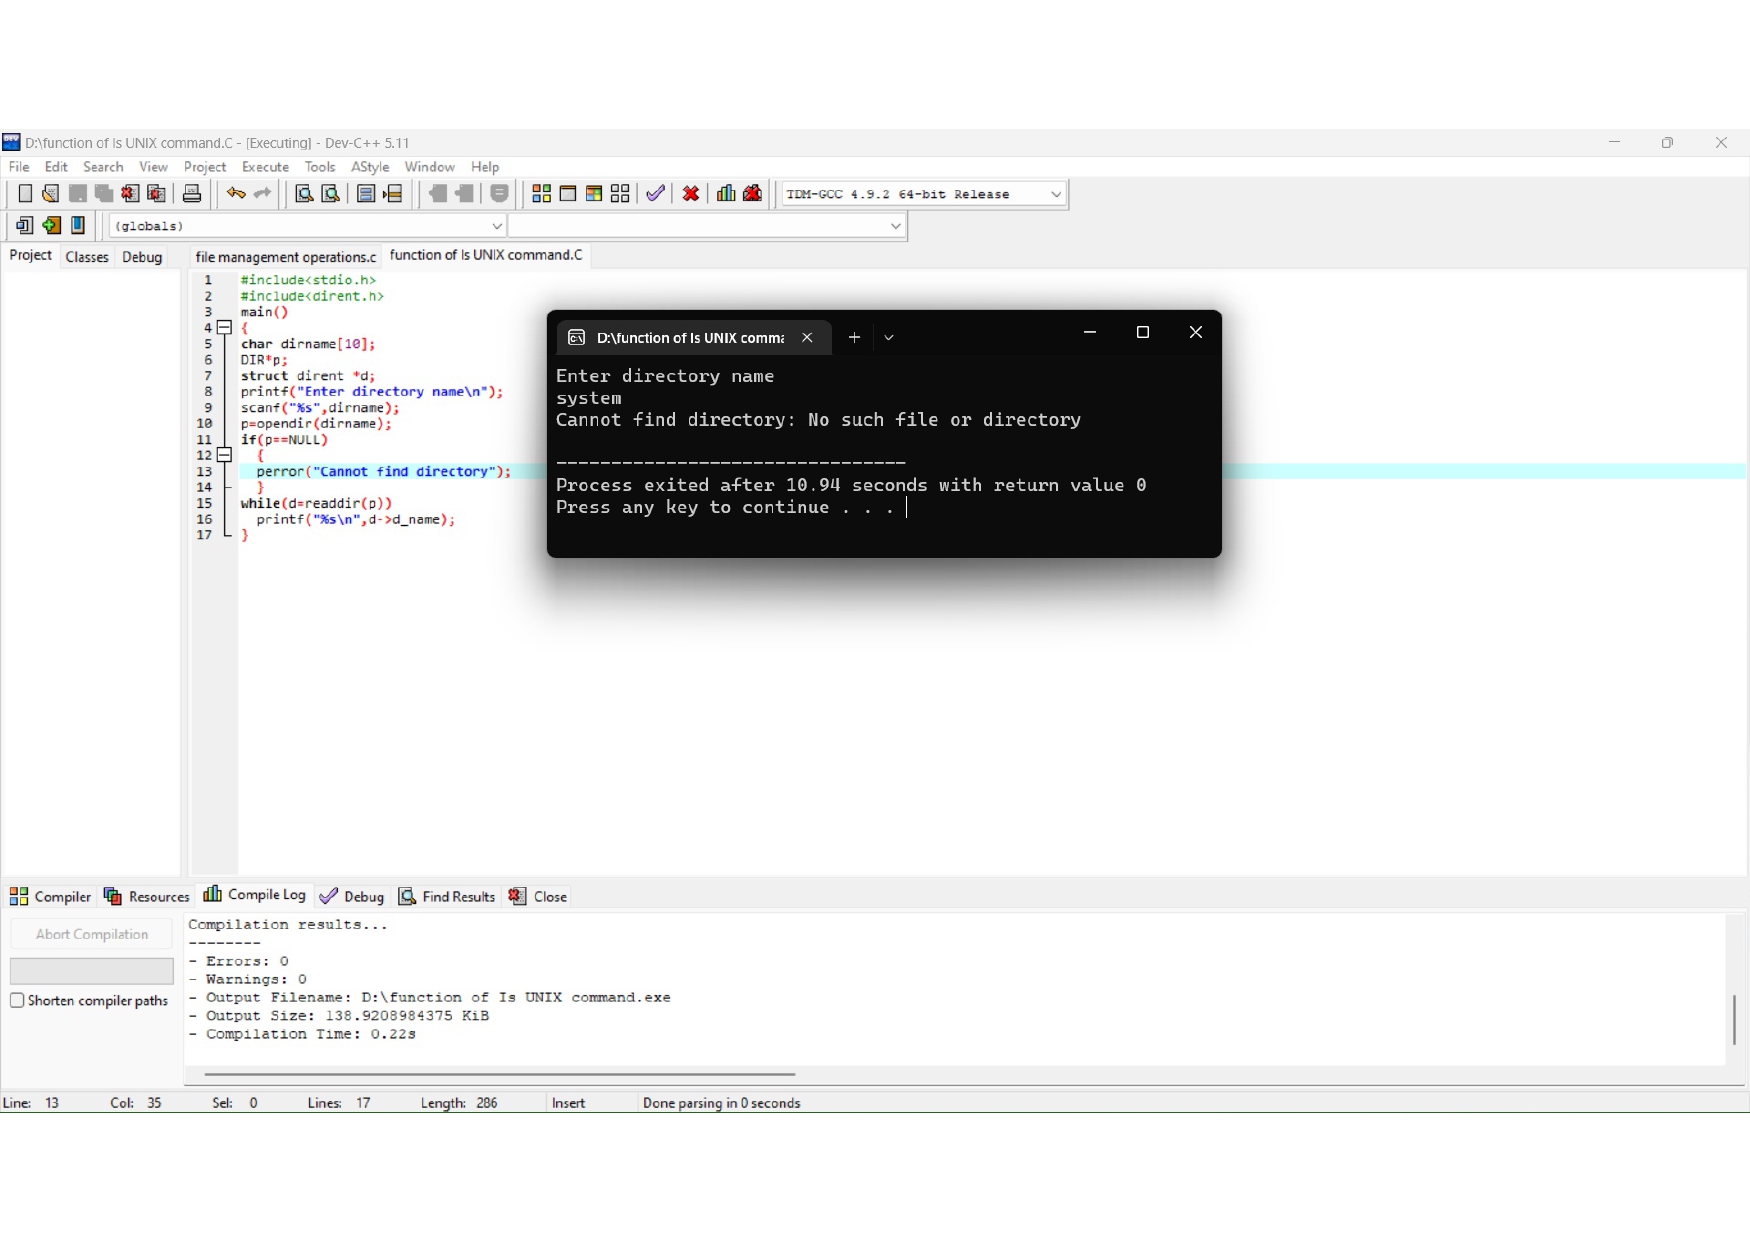 D:\function of Is UNIX command.C - [Executing] - Dev-C++ 5.11
File Edit Search View Project Execute Tools AStyle Window Help
TDM-GCC 4.9.2 64-bit Release
(globals)
Project Classes Debug
file management operations.c function of Is UNIX command.C
1 #include<stdio.h>
2 #include<dirent.h>
3 main()
4 {
5 char dirname[10];
6 DIR*p;
7 struct dirent *d;
8 printf("Enter directory name\n");
9 scanf("%s",dirname);
10 p=opendir(dirname);
11 if(p==NULL)
12 {
13 perror("Cannot find directory");
14 }
15 while(d=readdir(p))
16 printf("%s\n",d->d_name);
17 }
D:\function of Is UNIX comma
Enter directory name
system
Cannot find directory: No such file or directory
--------------------------------
Process exited after 10.94 seconds with return value 0
Press any key to continue . . .
Compiler Resources Compile Log Debug Find Results Close
Abort Compilation
Shorten compiler paths
Compilation results...
--------
- Errors: 0
- Warnings: 0
- Output Filename: D:\function of Is UNIX command.exe
- Output Size: 138.9208984375 KiB
- Compilation Time: 0.22s
Line: 13 Col: 35 Sel: 0 Lines: 17 Length: 286 Insert Done parsing in 0 seconds